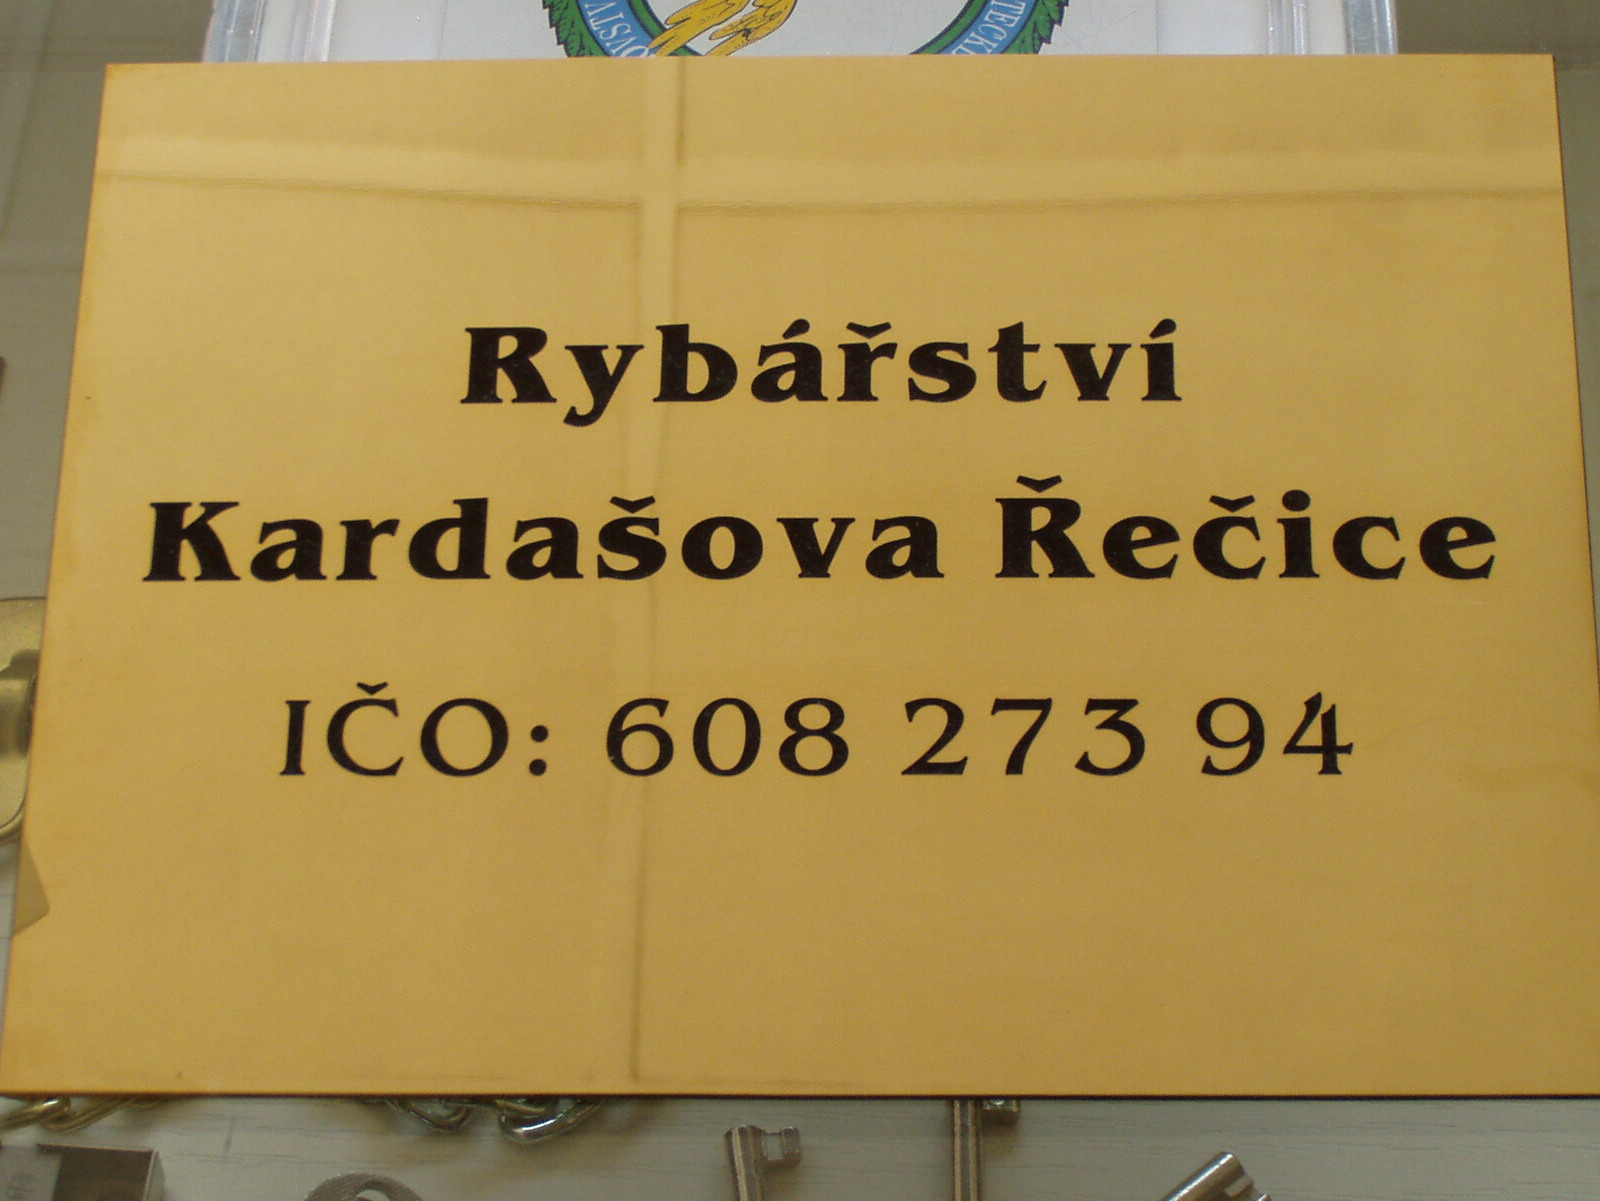 Rybářství
Kardašova Řečice
IČO: 608 273 94